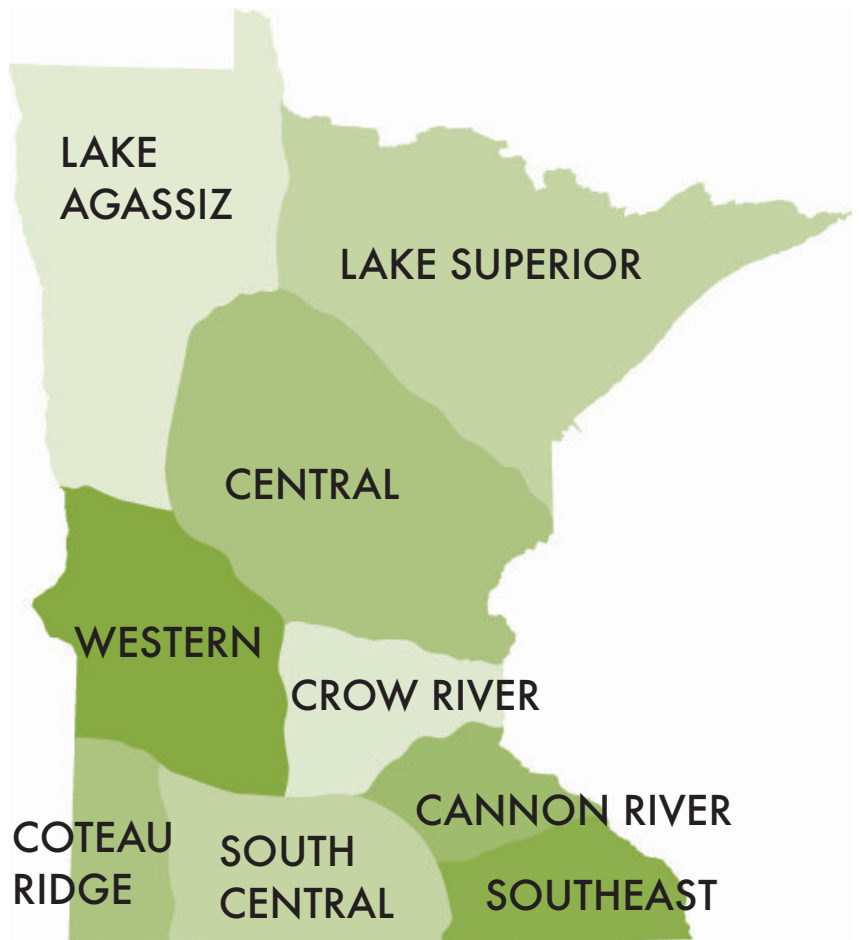 LAKE
AGASSIZ
LAKE SUPERIOR
CENTRAL
WESTERN
CROW RIVER
CANNON RIVER
COTEAU
RIDGE
SOUTH
CENTRAL
SOUTHEAST